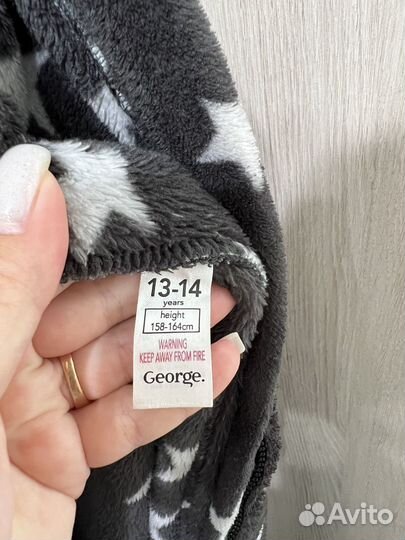 13-14
years
height
158-164cm
WARNING
KEEP AWAY FROM FIRE
George.
Avito